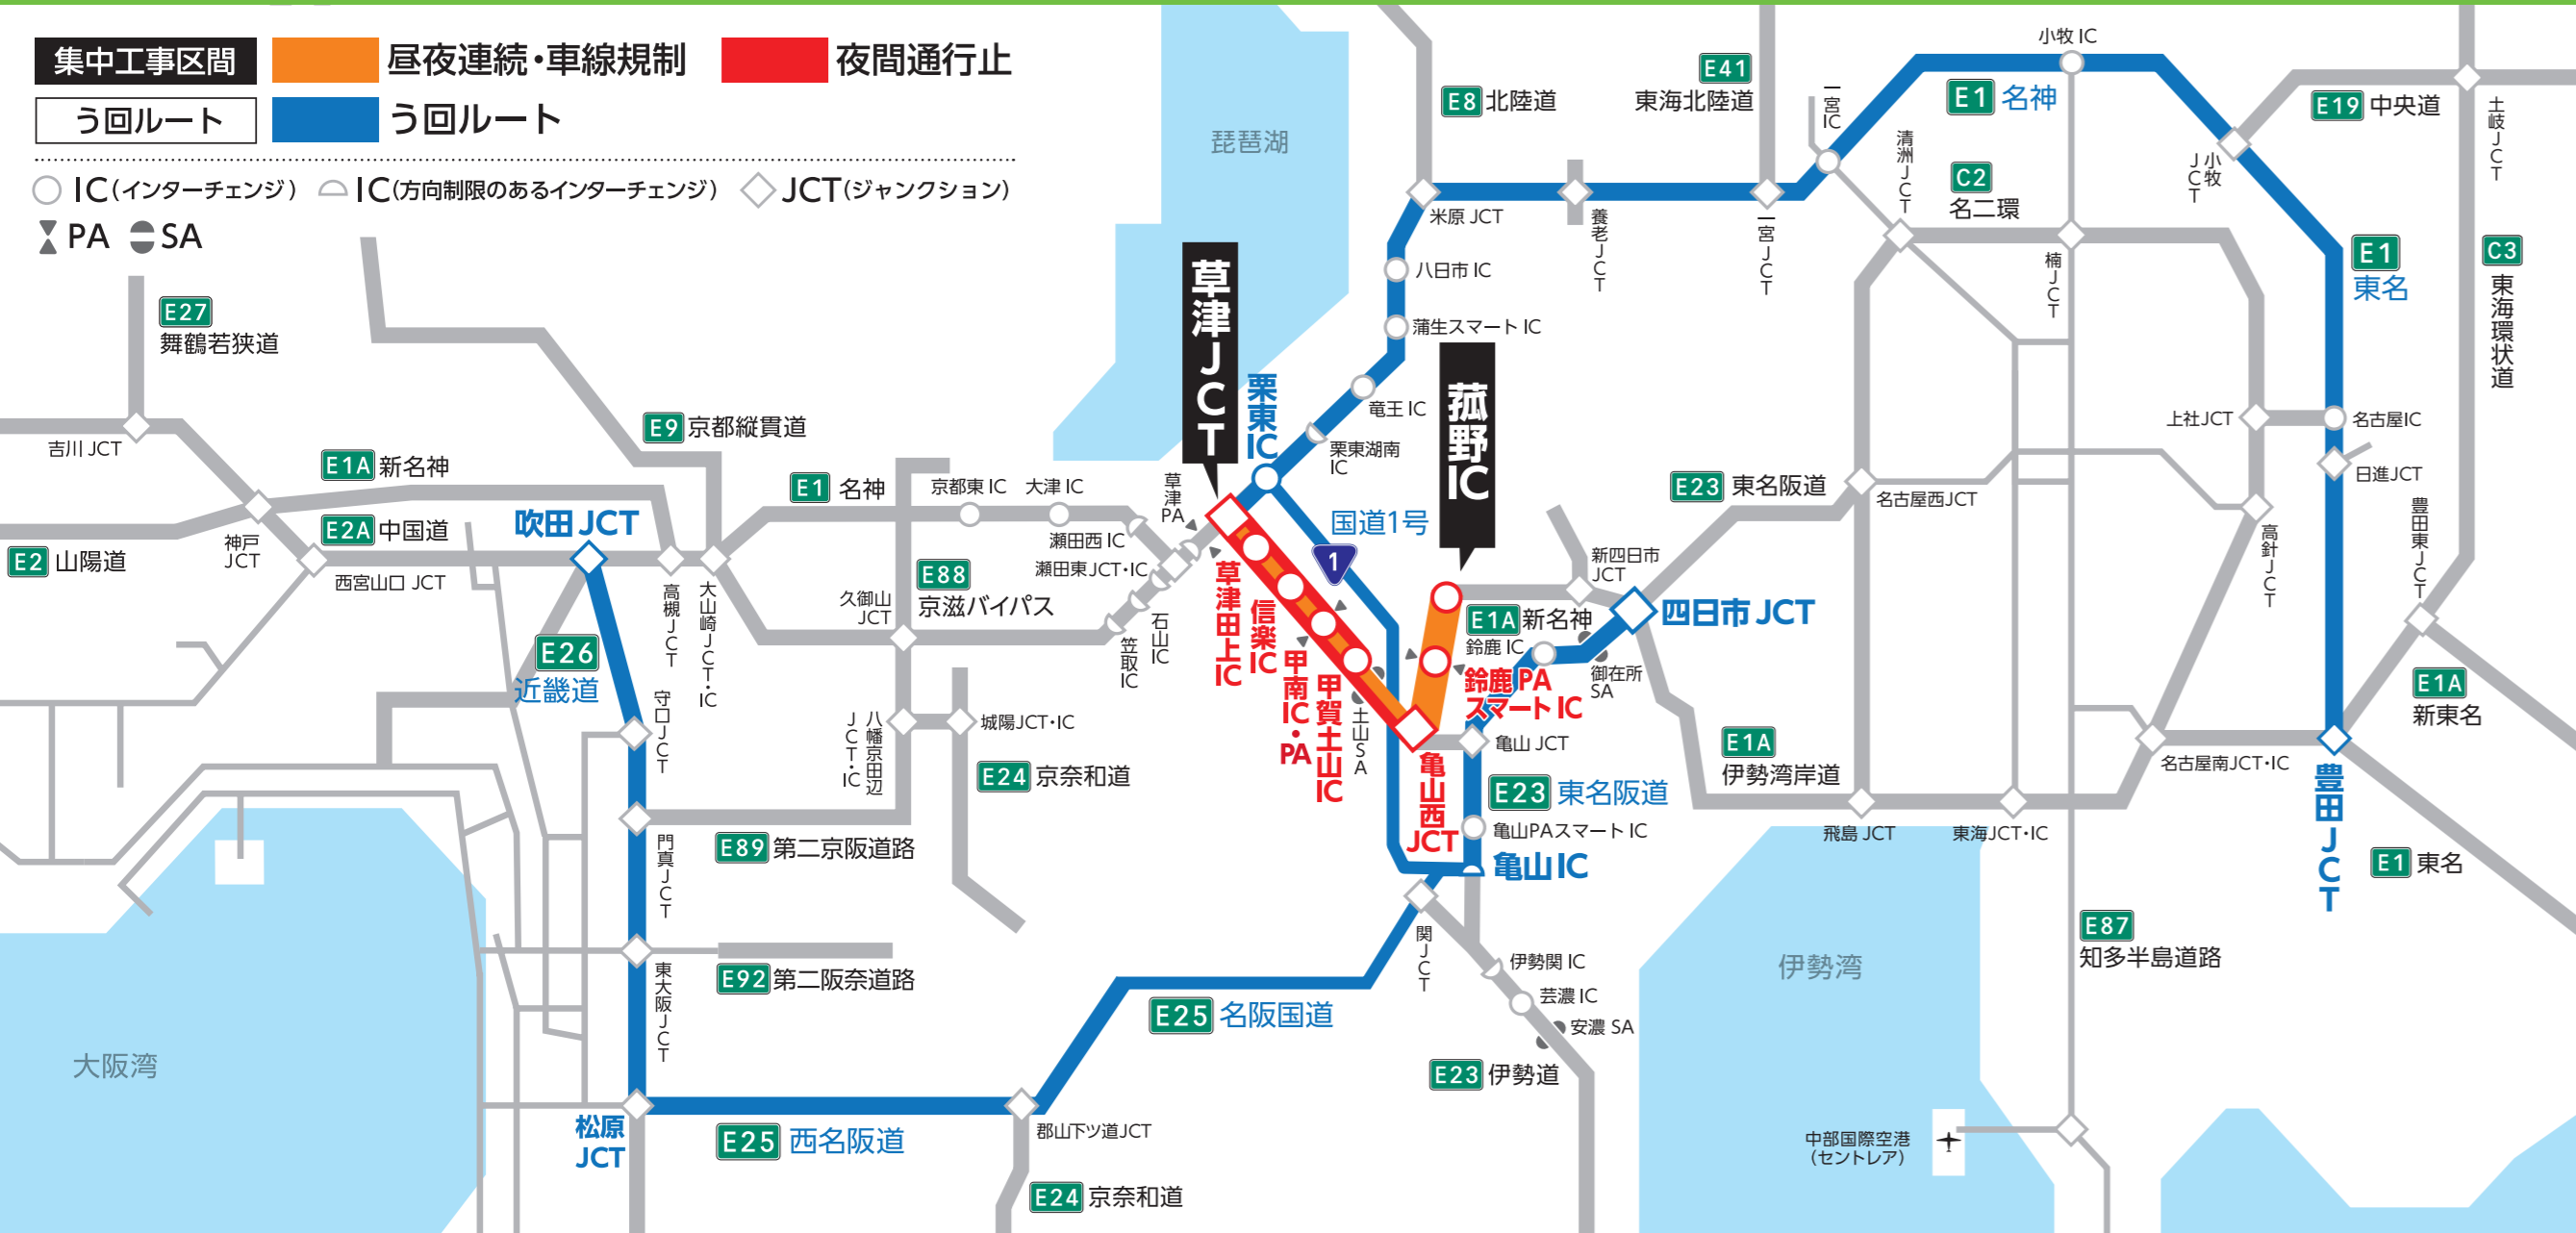 集中工事区間
昼夜連続・車線規制
夜間通行止
う回ルート
う回ルート
IC（インターチェンジ）
IC（方向制限のあるインターチェンジ）
JCT（ジャンクション）
PA
SA
E27
舞鶴若狭道
吉川 JCT
E1A 新名神
E2A 中国道
E2 山陽道
神戸
JCT
西宮山口 JCT
吹田 JCT
E9 京都縦貫道
E1 名神
京都東 IC
大津 IC
瀬田西 IC
瀬田東JCT・IC
草津PA
高槻JCT
大山崎JCT・IC
久御山
JCT
E88
京滋バイパス
笠取IC
石山IC
E26
近畿道
守口JCT
八幡京田辺
JCT・IC
城陽JCT・IC
E24 京奈和道
門真JCT
E89 第二京阪道路
東大阪JCT
E92 第二阪奈道路
大阪湾
松原
JCT
E25 西名阪道
郡山下ツ道JCT
E24 京奈和道
E25 名阪国道
琵琶湖
草津JCT
栗東IC
E8 北陸道
米原 JCT
八日市 IC
蒲生スマート IC
竜王 IC
栗東湖南
IC
菰野IC
国道1号
1
草津田上IC
信楽IC
甲南IC・PA
甲賀土山IC
土山SA
亀山西
JCT
鈴鹿PA
スマート IC
E1A 新名神
鈴鹿 IC
新四日市
JCT
四日市 JCT
御在所
SA
亀山 JCT
E23 東名阪道
亀山PAスマート IC
亀山 IC
関JCT
伊勢関 IC
芸濃 IC
安濃 SA
E23 伊勢道
養老JCT
E41
東海北陸道
一宮JCT
一宮IC
清洲JCT
小牧 IC
E1 名神
C2
名二環
楠JCT
小牧
JCT
E19 中央道
土岐JCT
E1
東名
C3
東海環状道
上社JCT
名古屋IC
日進JCT
E23 東名阪道
名古屋西JCT
高針JCT
豊田東JCT
E1A
新東名
E1A
伊勢湾岸道
名古屋南JCT・IC
豊田JCT
飛島 JCT
東海JCT・IC
E1 東名
伊勢湾
E87
知多半島道路
中部国際空港
（セントレア）